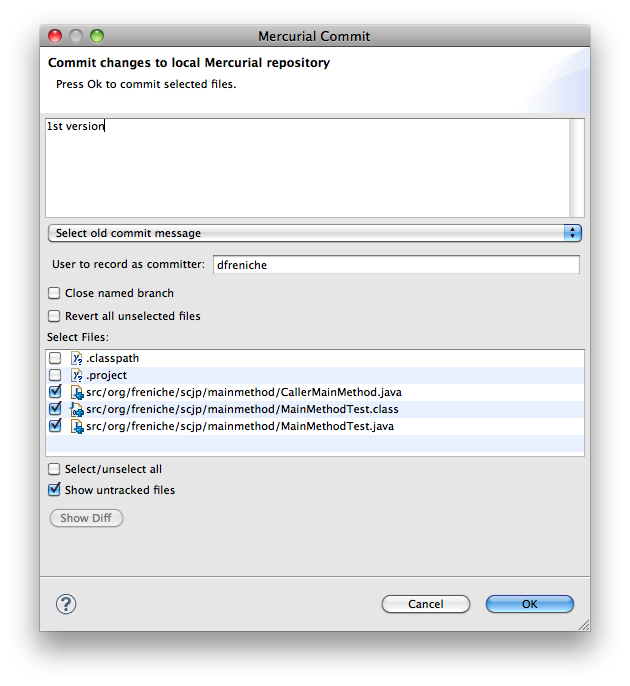 Mercurial Commit
Commit changes to local Mercurial repository
Press Ok to commit selected files.
1st version
Select old commit message
User to record as committer: dfreniche
Close named branch
Revert all unselected files
Select Files:
.classpath
.project
src/org/freniche/scjp/mainmethod/CallerMainMethod.java
src/org/freniche/scjp/mainmethod/MainMethodTest.class
src/org/freniche/scjp/mainmethod/MainMethodTest.java
Select/unselect all
Show untracked files
Show Diff
?
Cancel OK